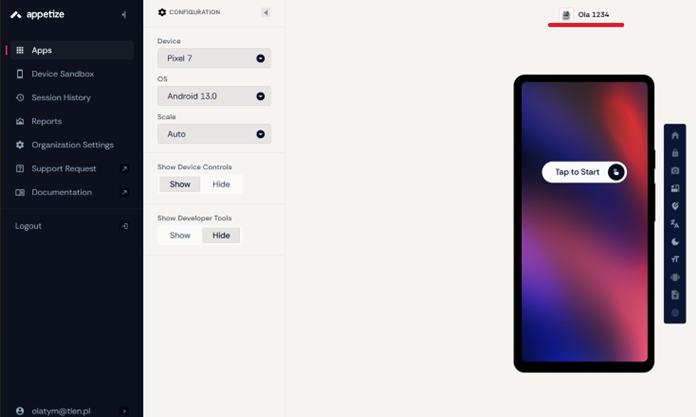 appetize
Apps
Device Sandbox
Session History
Reports
Organization Settings
Support Request
Documentation
Logout
olatym@tlen.pl
CONFIGURATION
Device
Pixel 7
OS
Android 13.0
Scale
Auto
Show Device Controls
Show Hide
Show Developer Tools
Show Hide
Ola 1234
Tap to Start